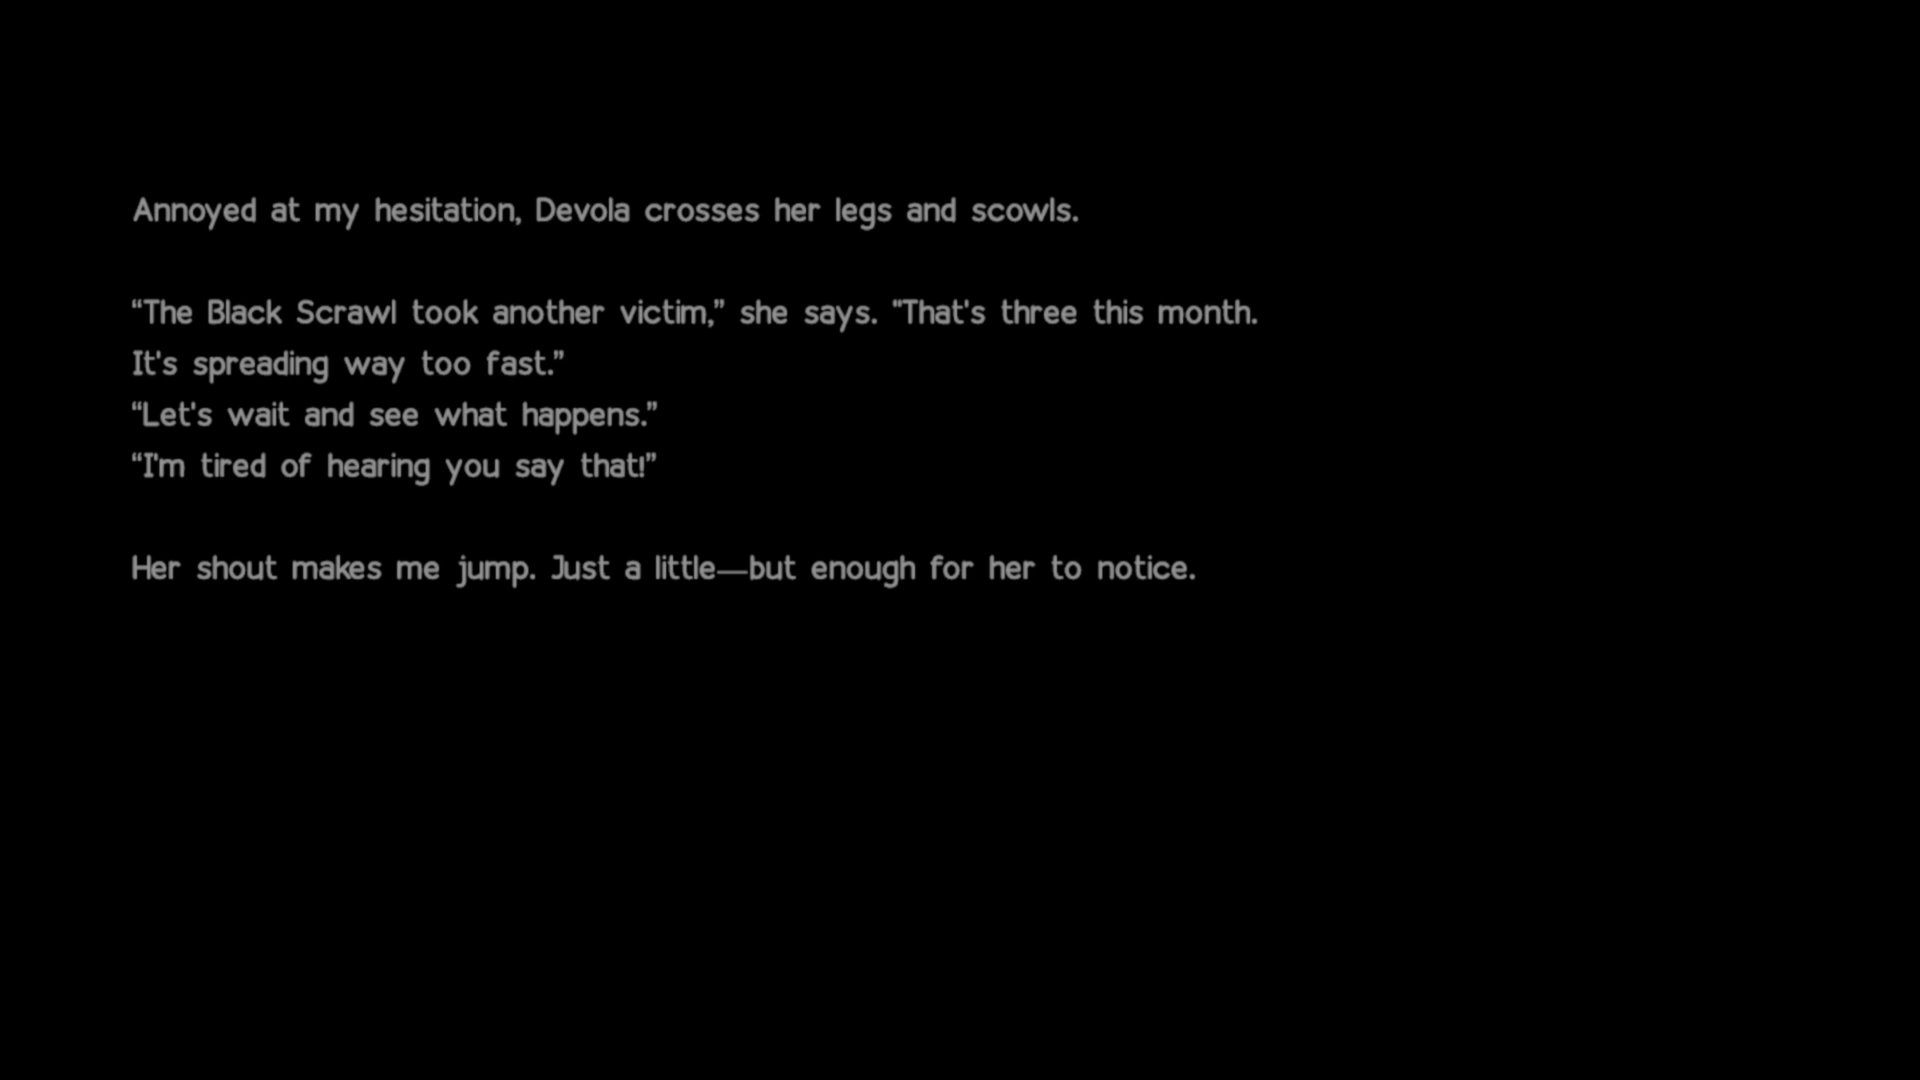 Annoyed at my hesitation, Devola crosses her legs and scowls.
“The Black Scrawl took another victim,” she says. "That's three this month.
It's spreading way too fast.”
“Let's wait and see what happens.”
“I'm tired of hearing you say that!”
Her shout makes me jump. Just a little—but enough for her to notice.